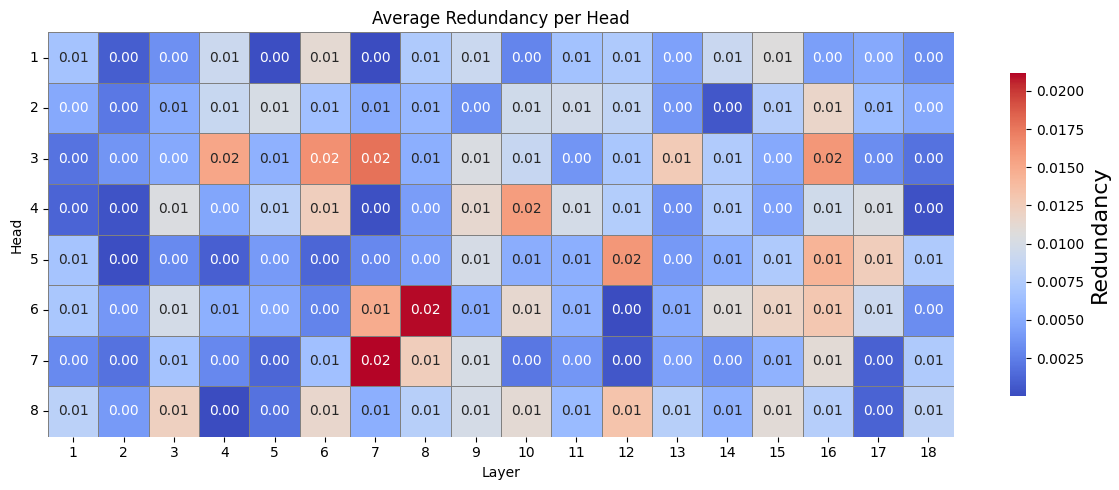 Average Redundancy per Head
1 0.01 0.00 0.00 0.01 0.00 0.01 0.00 0.01 0.01 0.00 0.01 0.01 0.00 0.01 0.01 0.00 0.00 0.00
2 0.00 0.00 0.01 0.01 0.01 0.01 0.01 0.01 0.00 0.01 0.01 0.01 0.00 0.00 0.01 0.01 0.01 0.00
3 0.00 0.00 0.00 0.02 0.01 0.02 0.02 0.01 0.01 0.01 0.00 0.01 0.01 0.01 0.00 0.02 0.00 0.00
4 0.00 0.00 0.01 0.00 0.01 0.01 0.00 0.00 0.01 0.02 0.01 0.01 0.00 0.01 0.00 0.01 0.01 0.00
5 0.01 0.00 0.00 0.00 0.00 0.00 0.00 0.00 0.01 0.01 0.01 0.02 0.00 0.01 0.01 0.01 0.01 0.01
6 0.01 0.00 0.01 0.01 0.00 0.00 0.01 0.02 0.01 0.01 0.01 0.00 0.01 0.01 0.01 0.01 0.01 0.00
7 0.00 0.00 0.01 0.00 0.00 0.01 0.02 0.01 0.01 0.00 0.00 0.00 0.00 0.00 0.01 0.01 0.00 0.01
8 0.01 0.00 0.01 0.00 0.00 0.01 0.01 0.01 0.01 0.01 0.01 0.01 0.01 0.01 0.01 0.01 0.00 0.01
Head
1 2 3 4 5 6 7 8 9 10 11 12 13 14 15 16 17 18
Layer
0.0200
0.0175
0.0150
0.0125
0.0100
0.0075
0.0050
0.0025
Redundancy